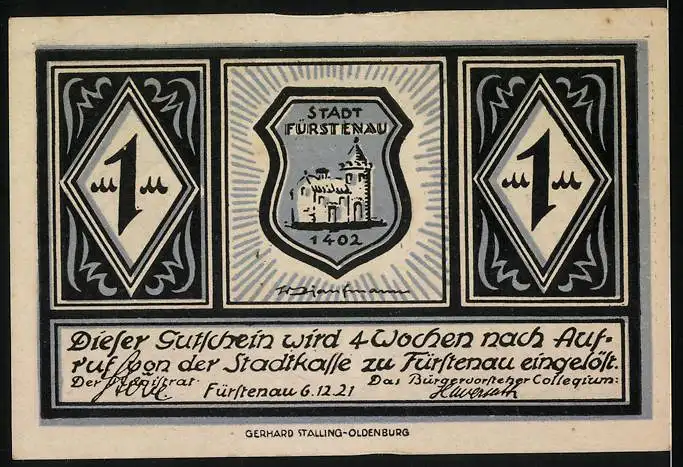 STADT
FÜRSTENAU
1402
M 1 M
M 1 M
Dieser Gutschein wird 4 Wochen nach Auf-
ruf von der Stadtkasse zu Fürstenau eingelöst.
Der Magistrat
Fürstenau 6.12.21
Das Bürgervorsteher Collegium:
GERHARD STALLING-OLDENBURG